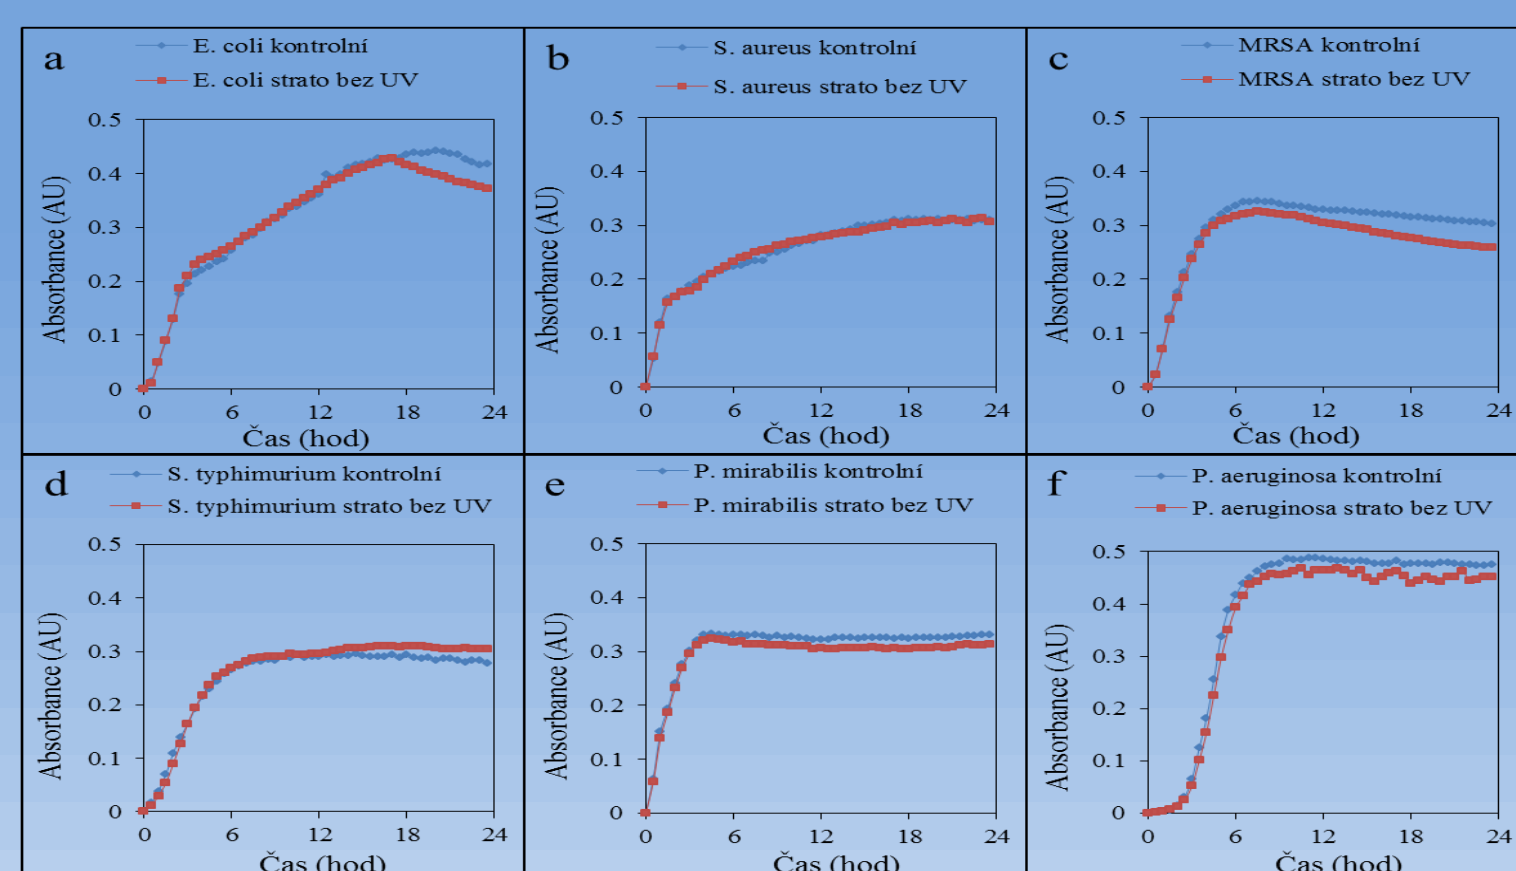 a
E. coli kontrolní
E. coli strato bez UV
0.5
0.4
0.3
0.2
0.1
0
Absorbance (AU)
0 6 12 18 24
Čas (hod)
b
S. aureus kontrolní
S. aureus strato bez UV
0.5
0.4
0.3
0.2
0.1
0
Absorbance (AU)
0 6 12 18 24
Čas (hod)
c
MRSA kontrolní
MRSA strato bez UV
0.5
0.4
0.3
0.2
0.1
0
Absorbance (AU)
0 6 12 18 24
Čas (hod)
d
S. typhimurium kontrolní
S. typhimurium strato bez UV
0.5
0.4
0.3
0.2
0.1
0
Absorbance (AU)
0 6 12 18 24
Čas (hod)
e
P. mirabilis kontrolní
P. mirabilis strato bez UV
0.5
0.4
0.3
0.2
0.1
0
Absorbance (AU)
0 6 12 18 24
Čas (hod)
f
P. aeruginosa kontrolní
P. aeruginosa strato bez UV
0.5
0.4
0.3
0.2
0.1
0
Absorbance (AU)
0 6 12 18 24
Čas (hod)